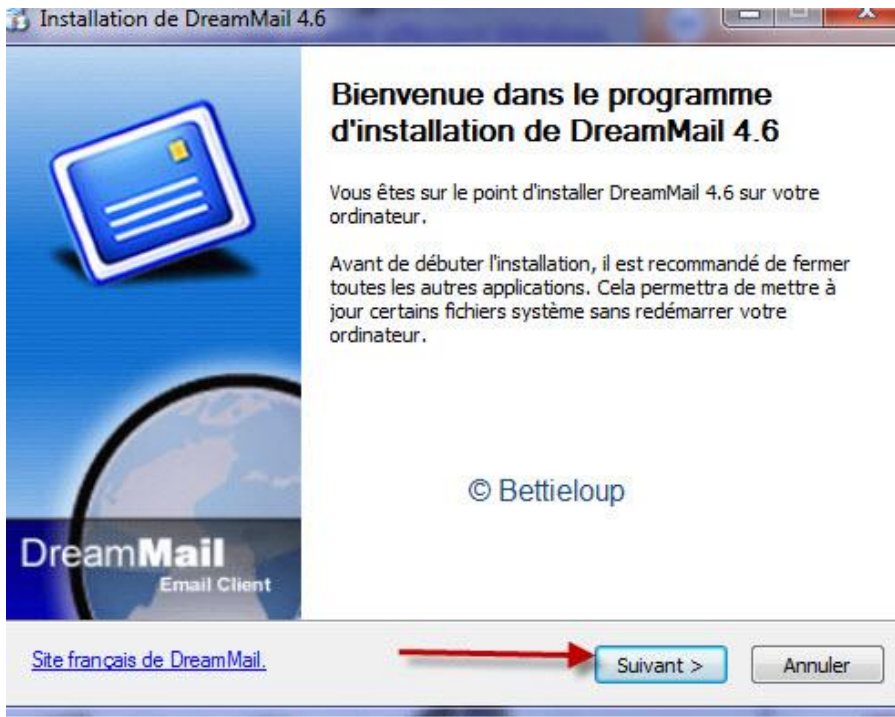 Installation de DreamMail 4.6
Bienvenue dans le programme
d'installation de DreamMail 4.6
Vous êtes sur le point d'installer DreamMail 4.6 sur votre
ordinateur.
Avant de débuter l'installation, il est recommandé de fermer
toutes les autres applications. Cela permettra de mettre à
jour certains fichiers système sans redémarrer votre
ordinateur.
© Bettieloup
DreamMail
Email Client
Site français de DreamMail.
Suivant >
Annuler